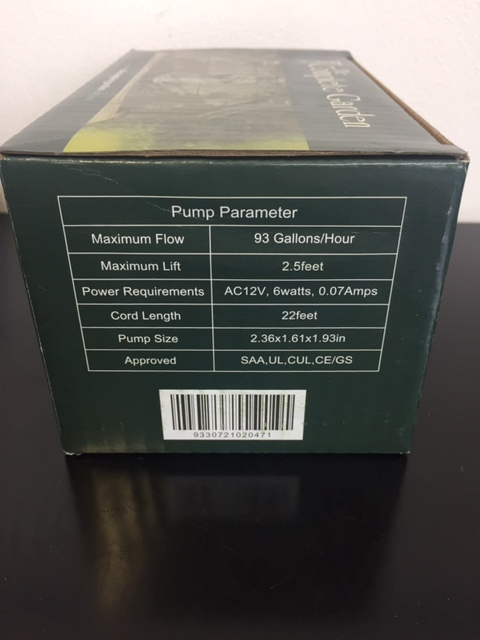 Garden
Pump Parameter
Maximum Flow 93 Gallons/Hour
Maximum Lift 2.5feet
Power Requirements AC12V, 6watts, 0.07Amps
Cord Length 22feet
Pump Size 2.36x1.61x1.93in
Approved SAA,UL,CUL,CE/GS
9330721020471